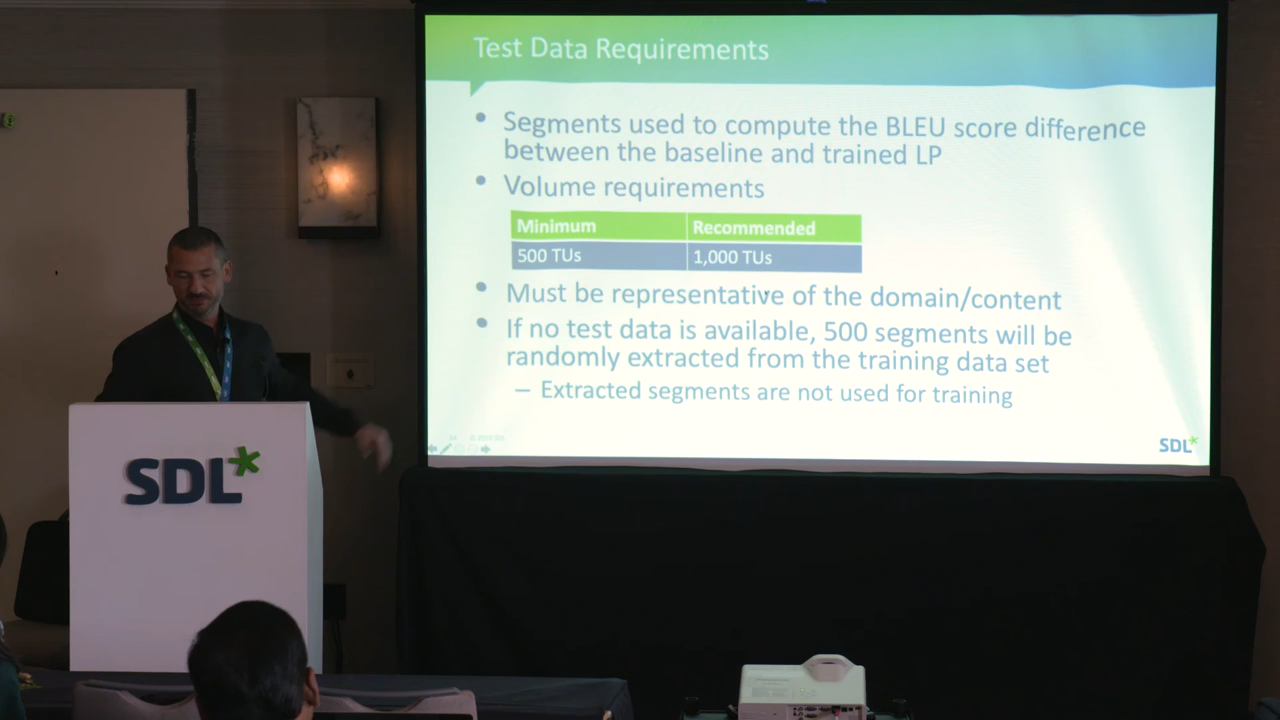 Test Data Requirements
• Segments used to compute the BLEU score difference
between the baseline and trained LP
• Volume requirements
Minimum Recommended
500 TUs 1,000 TUs
• Must be representative of the domain/content
• If no test data is available, 500 segments will be
randomly extracted from the training data set
– Extracted segments are not used for training
SDL*
SDL*